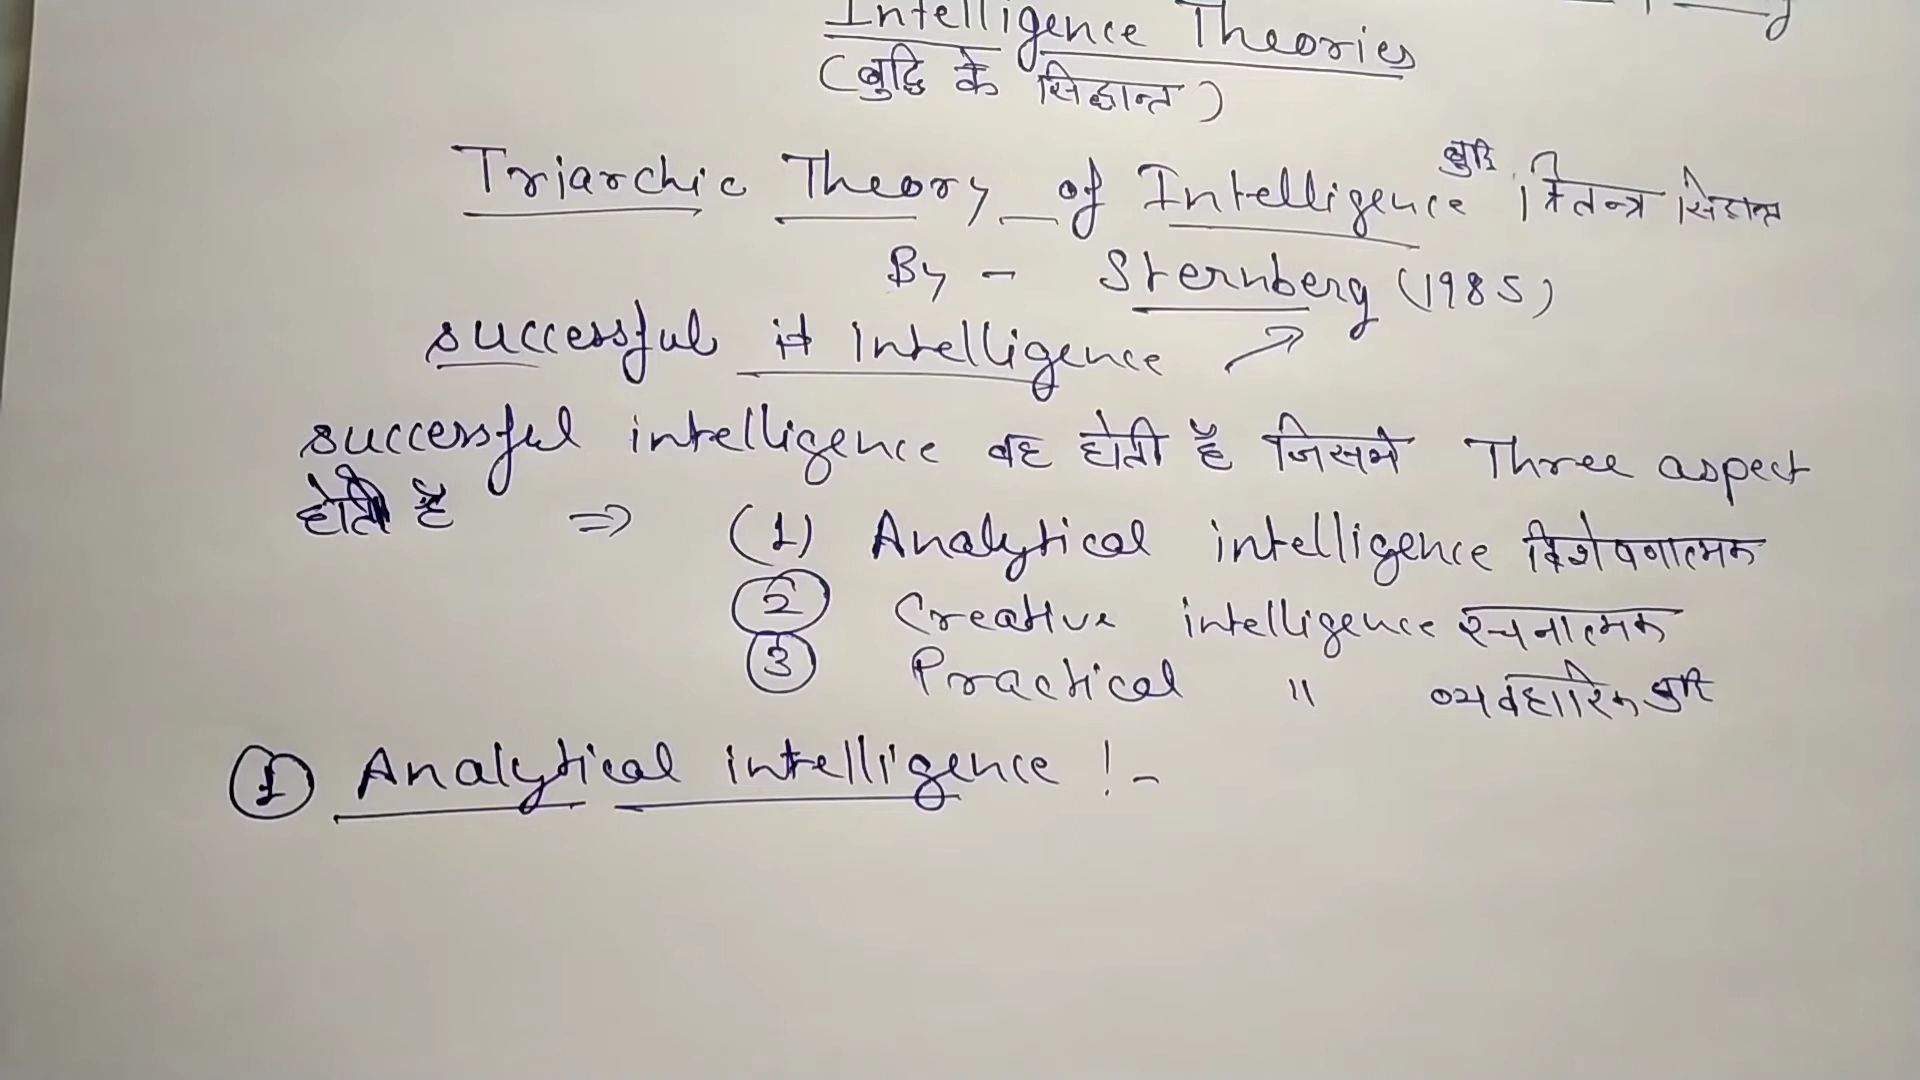 Intelligence Theories
(बुद्धि के सिद्धान्त)
Triarchic Theory of Intelligence बुद्धि त्रितन्त्र सिद्धान्त
By - Sternberg (1985)
successful it Intelligence
successful intelligence वह होती है जिसमे Three aspect
होती है ⇒ (1) Analytical intelligence विशेषणात्मक
(2) Creative intelligence रचनात्मक
(3) Practical " व्यवहारिक बुद्धि
(1) Analytical intelligence :-